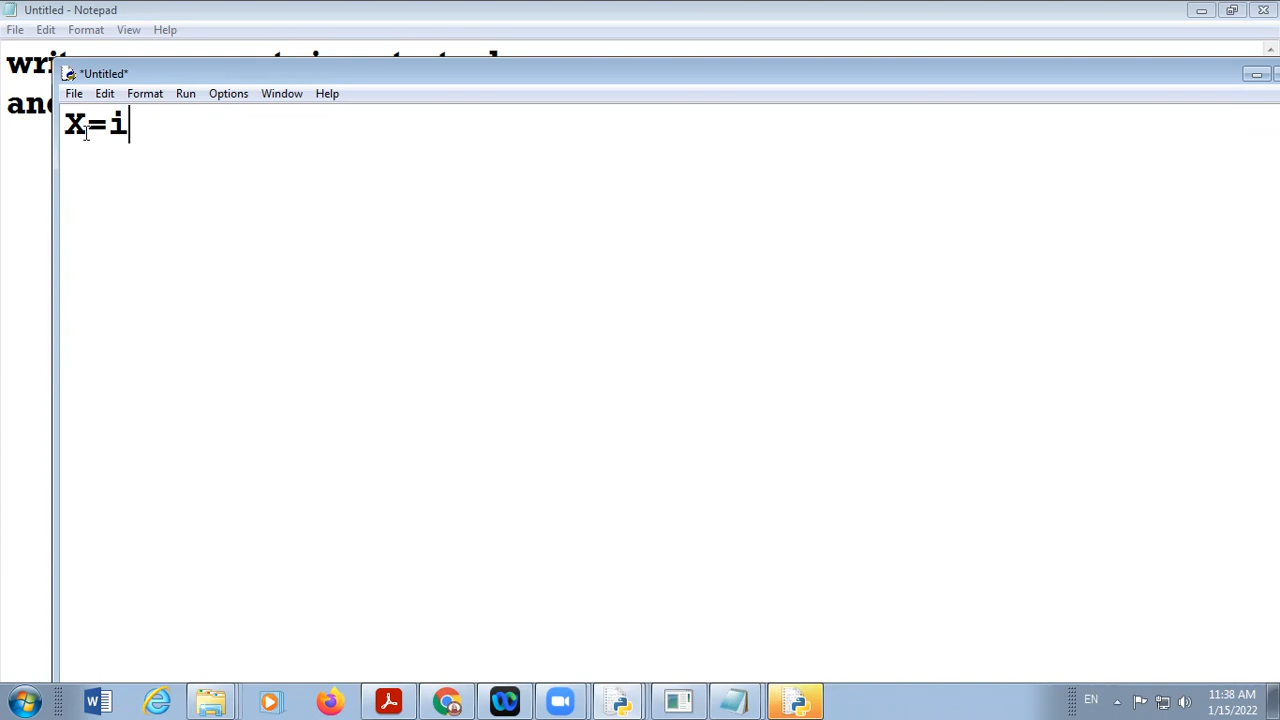 Untitled - Notepad
File Edit Format View Help
*Untitled*
File Edit Format Run Options Window Help
X=i
EN
11:38 AM
1/15/2022